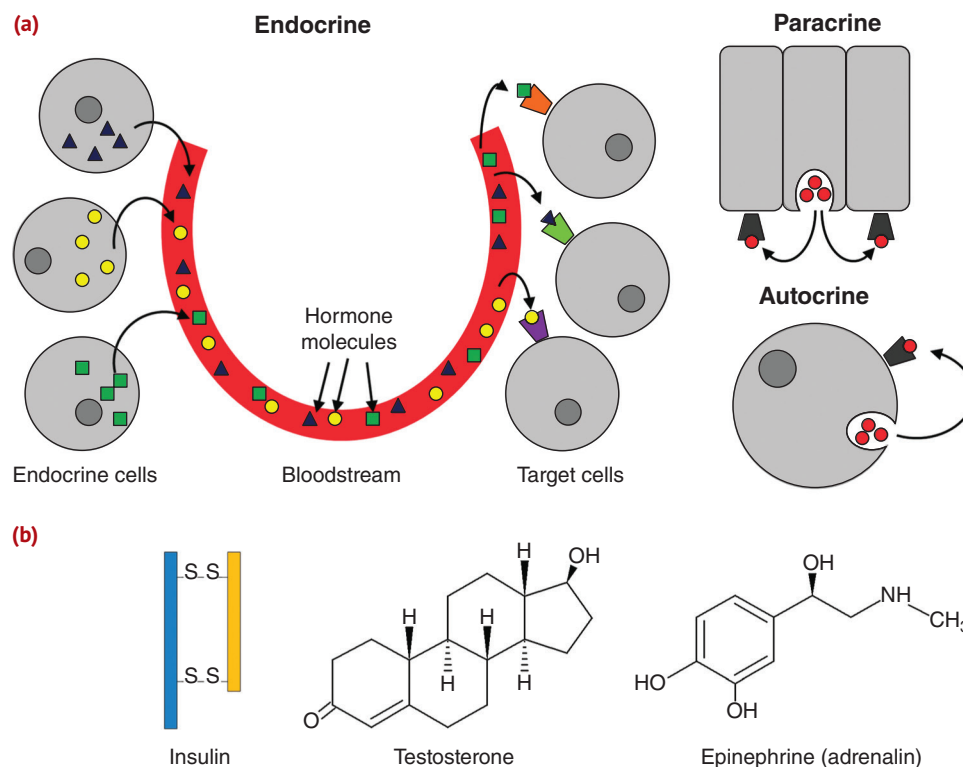 (a)
Endocrine
Paracrine
Hormone
molecules
Autocrine
Endocrine cells
Bloodstream
Target cells
(b)
S S
S S
Insulin
H
OH
H
H
H
H
O
Testosterone
OH
NH
CH3
HO
OH
Epinephrine (adrenalin)